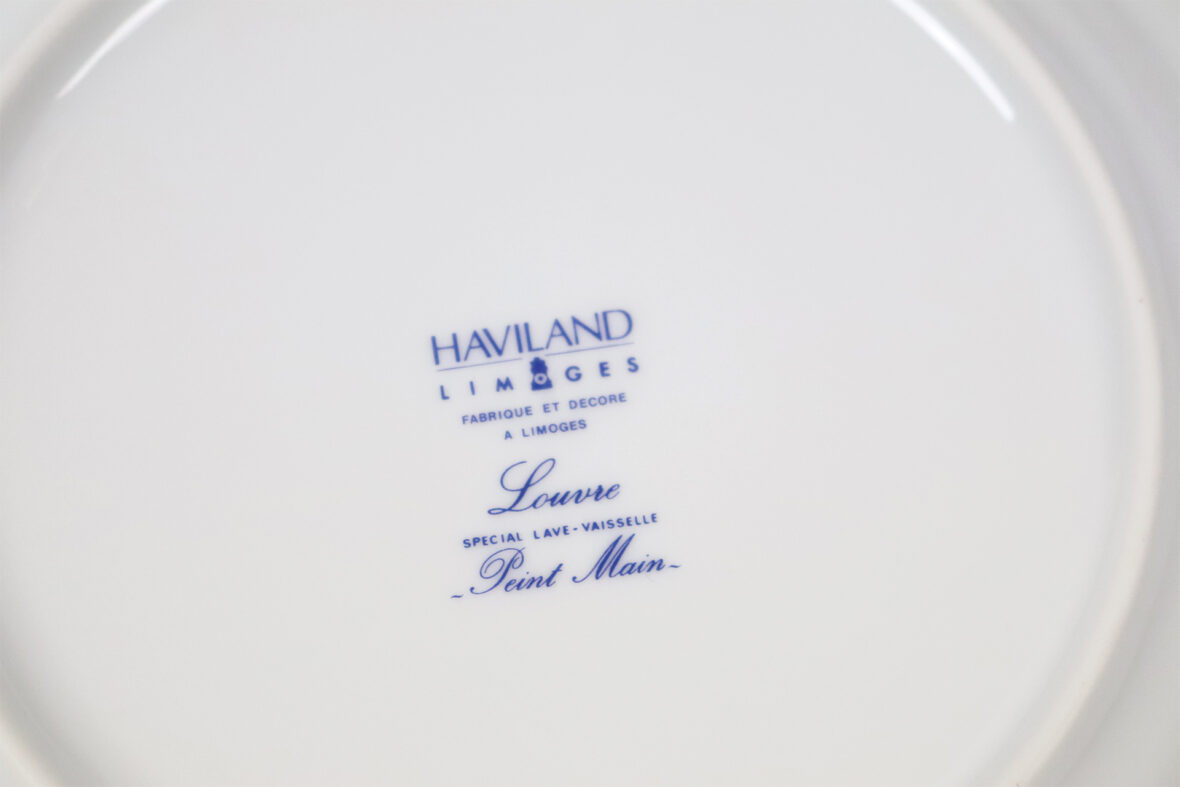 HAVILAND
LIMOGES
FABRIQUE ET DECORE
A LIMOGES
Louvre
SPECIAL LAVE-VAISSELLE
~ Peint Main ~